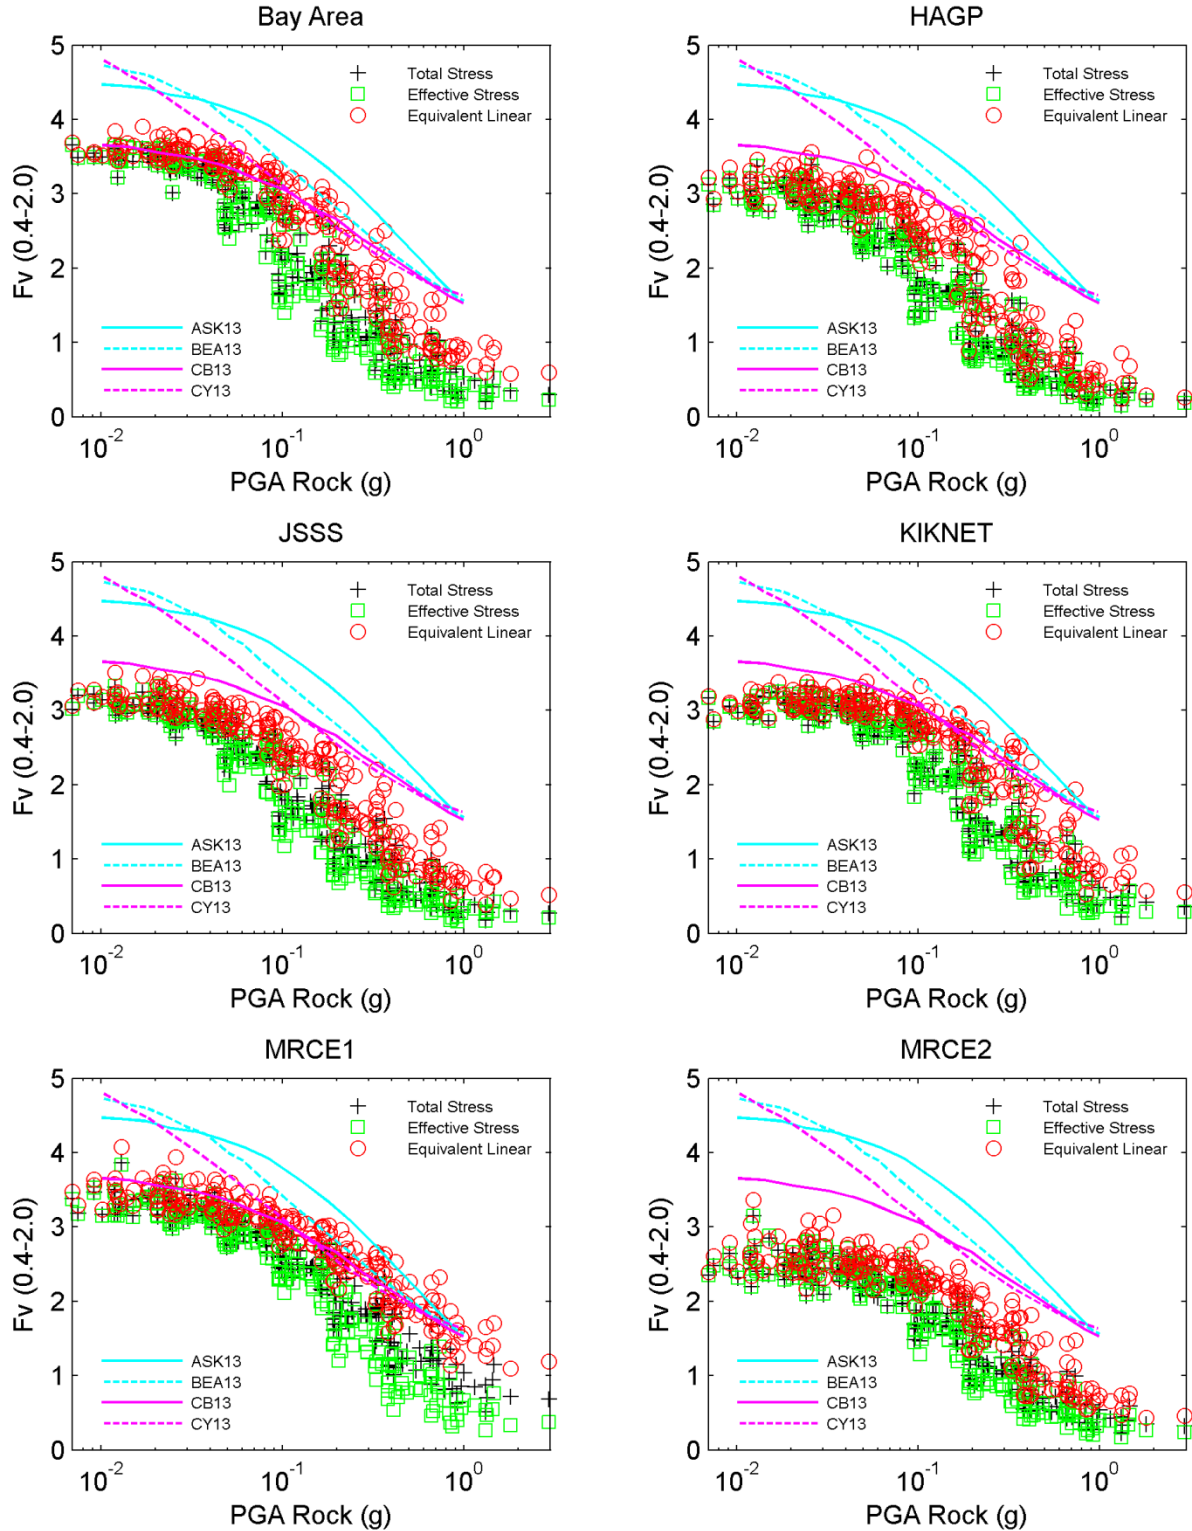 Bay Area
Fv (0.4-2.0)
5
4
3
2
1
0
Total Stress
Effective Stress
Equivalent Linear
ASK13
BEA13
CB13
CY13
10^-2 10^-1 10^0
PGA Rock (g)
HAGP
Fv (0.4-2.0)
5
4
3
2
1
0
Total Stress
Effective Stress
Equivalent Linear
ASK13
BEA13
CB13
CY13
10^-2 10^-1 10^0
PGA Rock (g)
JSSS
Fv (0.4-2.0)
5
4
3
2
1
0
Total Stress
Effective Stress
Equivalent Linear
ASK13
BEA13
CB13
CY13
10^-2 10^-1 10^0
PGA Rock (g)
KIKNET
Fv (0.4-2.0)
5
4
3
2
1
0
Total Stress
Effective Stress
Equivalent Linear
ASK13
BEA13
CB13
CY13
10^-2 10^-1 10^0
PGA Rock (g)
MRCE1
Fv (0.4-2.0)
5
4
3
2
1
0
Total Stress
Effective Stress
Equivalent Linear
ASK13
BEA13
CB13
CY13
10^-2 10^-1 10^0
PGA Rock (g)
MRCE2
Fv (0.4-2.0)
5
4
3
2
1
0
Total Stress
Effective Stress
Equivalent Linear
ASK13
BEA13
CB13
CY13
10^-2 10^-1 10^0
PGA Rock (g)